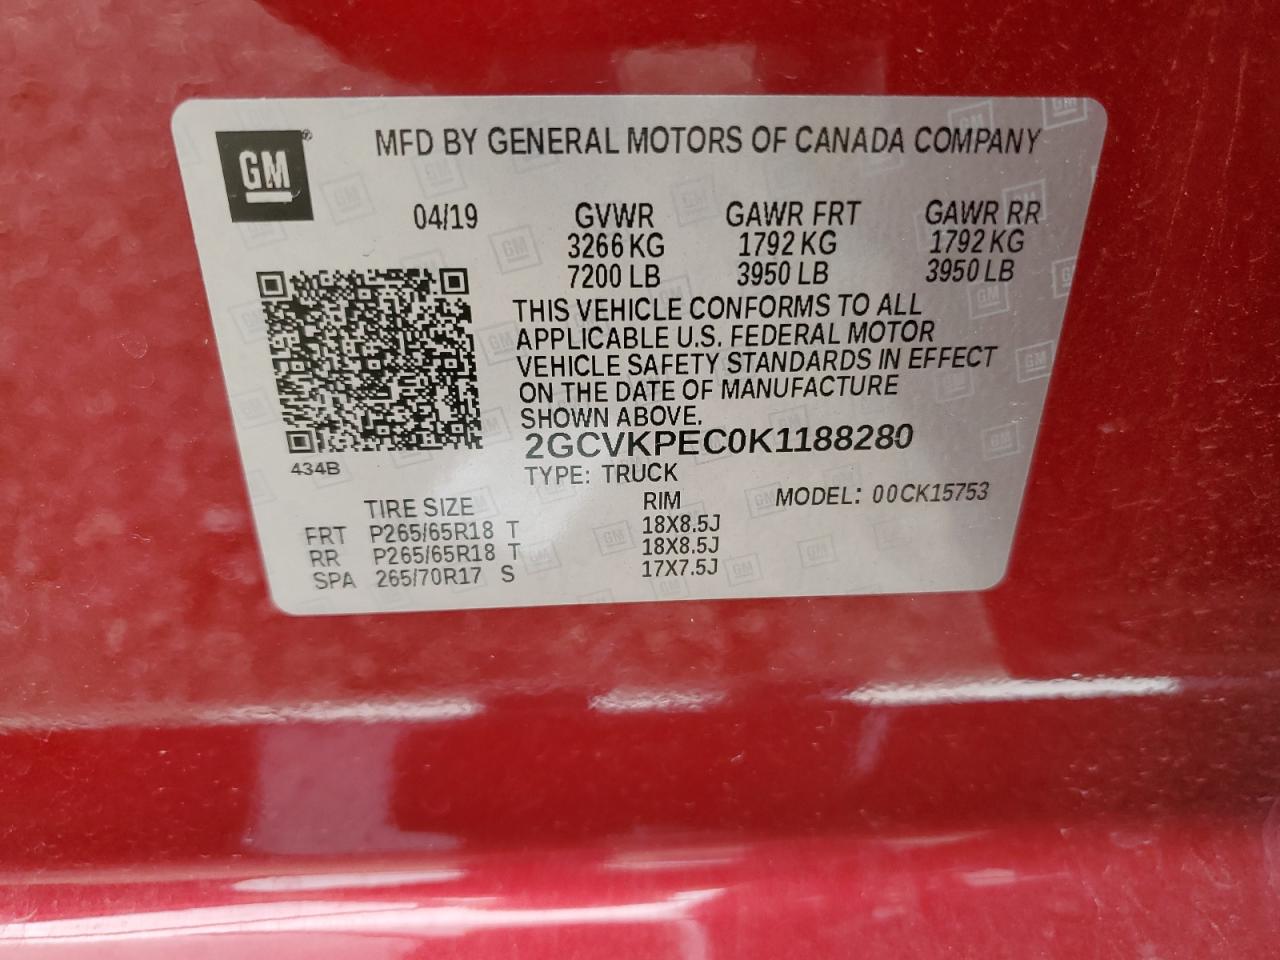 GM®
MFD BY GENERAL MOTORS OF CANADA COMPANY
04/19 GVWR GAWR FRT GAWR RR
3266 KG 1792 KG 1792 KG
7200 LB 3950 LB 3950 LB
THIS VEHICLE CONFORMS TO ALL
APPLICABLE U.S. FEDERAL MOTOR
VEHICLE SAFETY STANDARDS IN EFFECT
ON THE DATE OF MANUFACTURE
SHOWN ABOVE.
2GCVKPEC0K1188280
434B
TYPE: TRUCK
TIRE SIZE RIM MODEL: 00CK15753
FRT P265/65R18 T 18X8.5J
RR P265/65R18 T 18X8.5J
SPA 265/70R17 S 17X7.5J